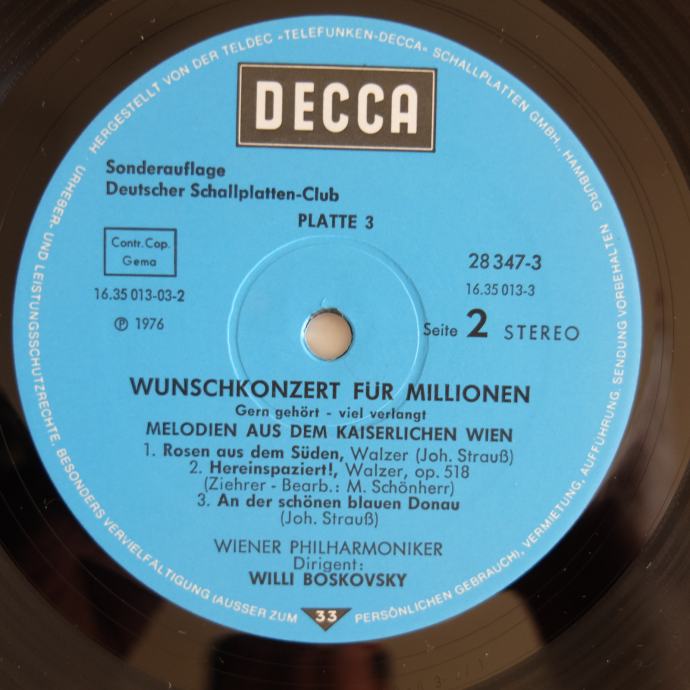 HERGESTELLT VON DER TELDEC »TELEFUNKEN-DECCA« SCHALLPLATTEN GMBH., HAMBURG
DECCA
Sonderauflage
Deutscher Schallplatten-Club
PLATTE 3
Contr. Cop.
Gema
28 347-3
16.35 013-03-2
16.35 013-3
℗ 1976
Seite 2 STEREO
WUNSCHKONZERT FÜR MILLIONEN
Gern gehört - viel verlangt
MELODIEN AUS DEM KAISERLICHEN WIEN
1. Rosen aus dem Süden, Walzer (Joh. Strauß)
2. Hereinspaziert!, Walzer, op. 518
(Ziehrer - Bearb.: M. Schönherr)
3. An der schönen blauen Donau
(Joh. Strauß)
WIENER PHILHARMONIKER
Dirigent:
WILLI BOSKOVSKY
33
URHEBER- UND LEISTUNGSSCHUTZRECHTE, BESONDERS VERVIELFÄLTIGUNG (AUSSER ZUM PERSÖNLICHEN GEBRAUCH), VERMIETUNG, AUFFÜHRUNG, SENDUNG VORBEHALTEN